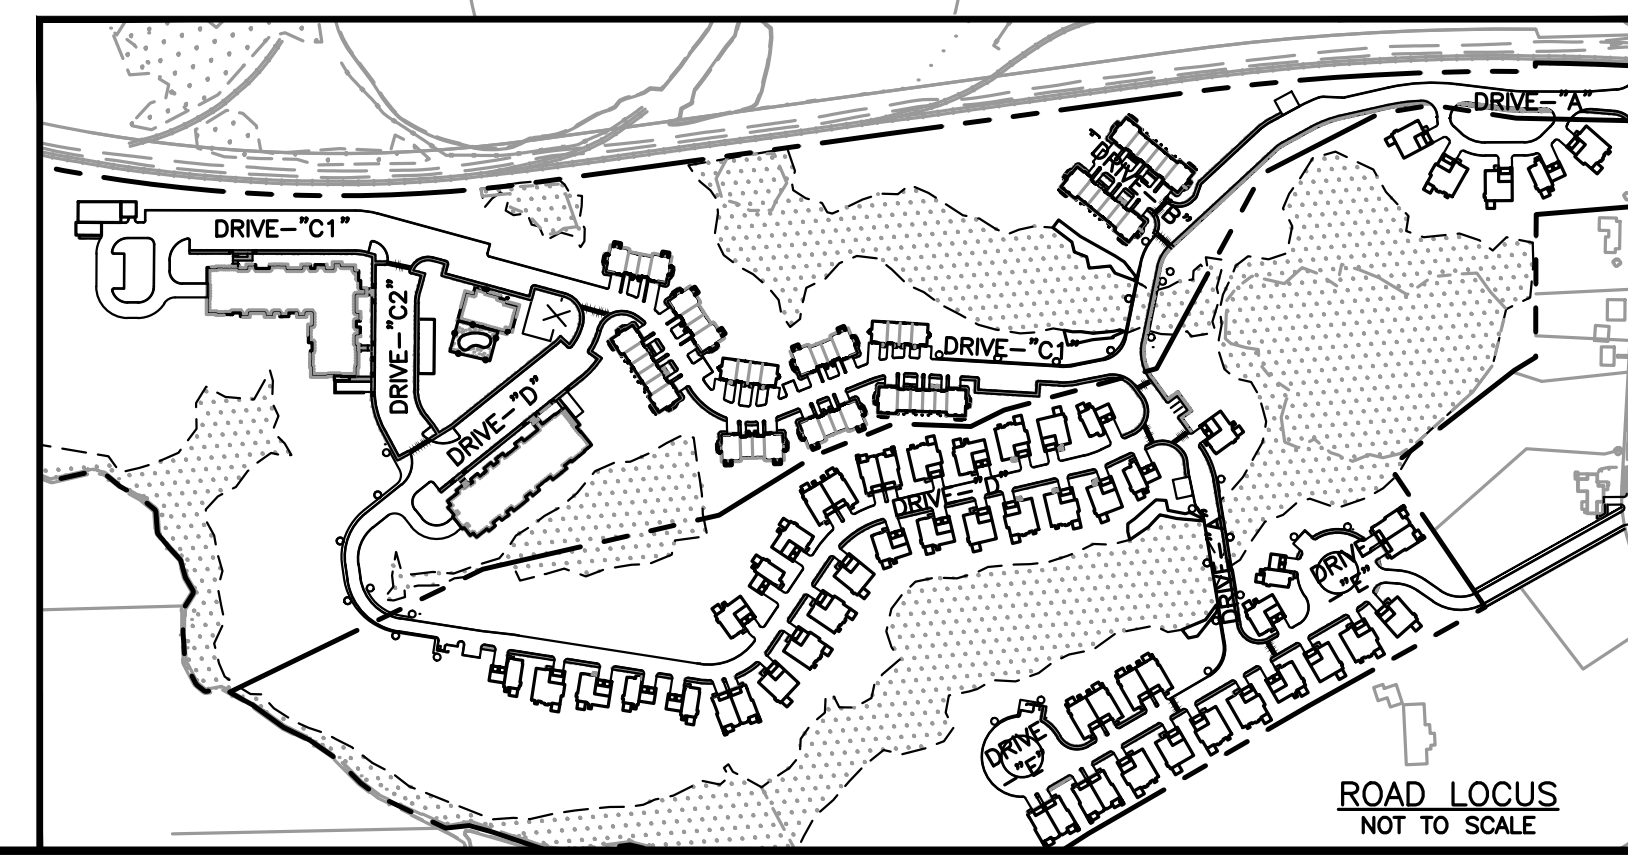 DRIVE-"A"
DRIVE-"B"
DRIVE-"C1"
DRIVE-"C2"
DRIVE-"C1"
DRIVE-"D"
DRIVE-"D"
DRIVE-"A"
DRIVE-
"E"
DRIVE
"E"
ROAD LOCUS
NOT TO SCALE